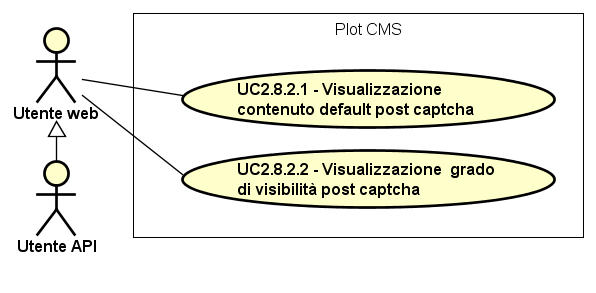 Plot CMS
UC2.8.2.1 - Visualizzazione
contenuto default post captcha
Utente web
UC2.8.2.2 - Visualizzazione grado
di visibilità post captcha
Utente API